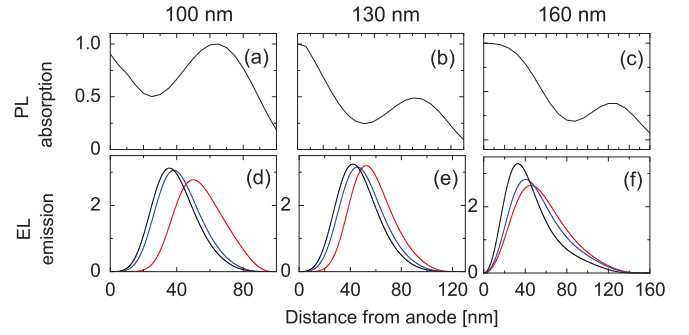 100 nm 130 nm 160 nm
PL absorption
1.0
0.5
0
(a) (b) (c)
EL emission
2
0
(d)
2
0
(e)
2
0
(f)
0 40 80
0 40 80 120
0 40 80 120 160
Distance from anode [nm]